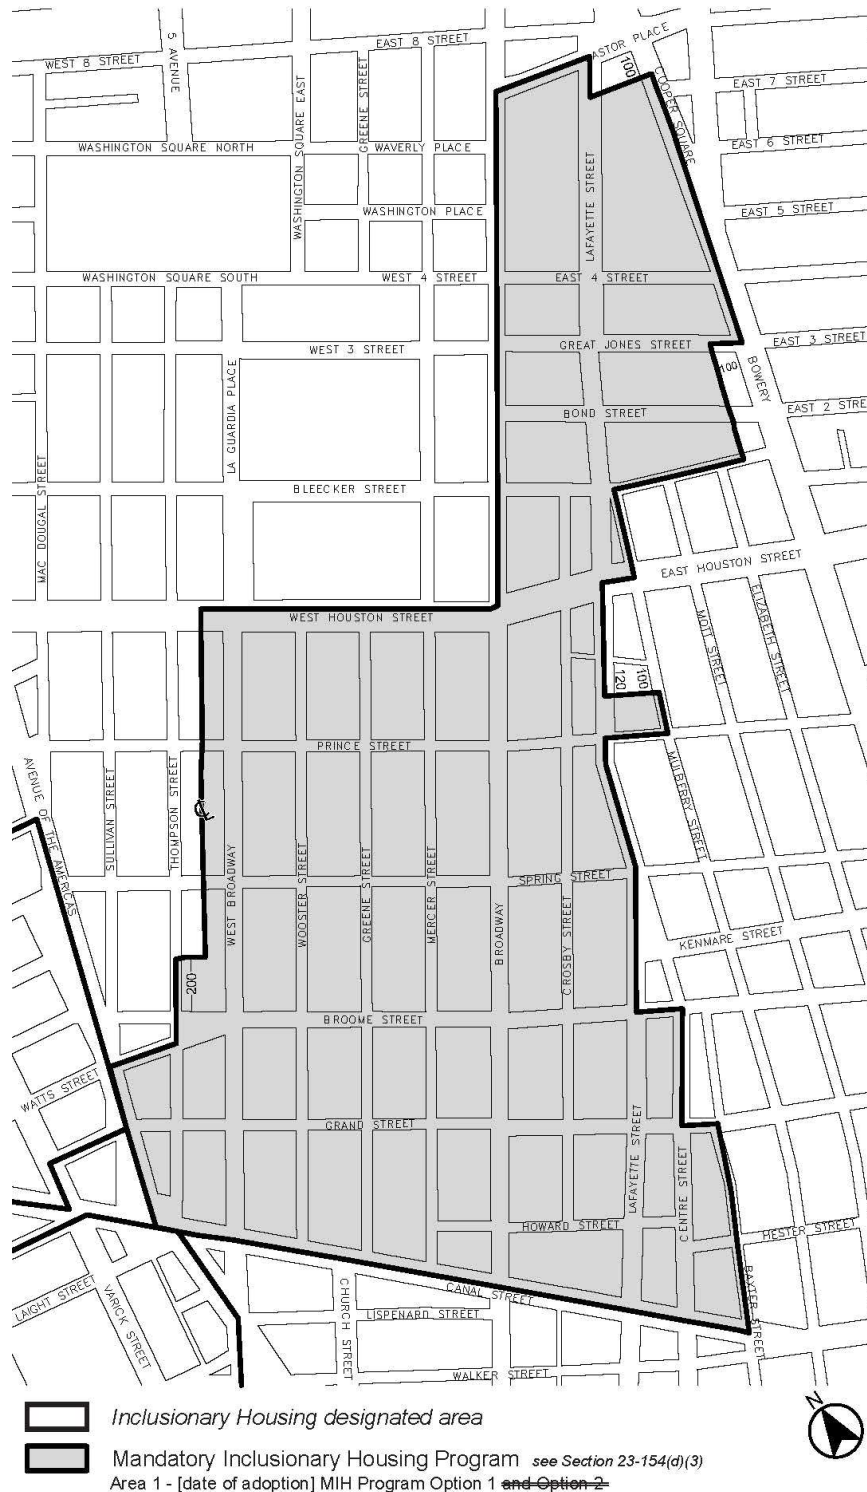 ASTOR PLACE
EAST 8 STREET
WEST 8 STREET
5 AVENUE
GREENE STREET
WASHINGTON SQUARE EAST
100
COOPER SQUARE
EAST 7 STREET
EAST 6 STREET
WASHINGTON SQUARE NORTH
WAVERLY PLACE
LAFAYETTE STREET
WASHINGTON PLACE
EAST 5 STREET
WASHINGTON SQUARE SOUTH
WEST 4 STREET
EAST 4 STREET
WEST 3 STREET
GREAT JONES STREET
EAST 3 STREET
100
BOWERY
LA GUARDIA PLACE
BOND STREET
EAST 2 STRE
MAC DOUGAL STREET
BLEECKER STREET
EAST HOUSTON STREET
WEST HOUSTON STREET
MOTT STREET
ELIZABETH STREET
120
100
PRINCE STREET
MULBERRY STREET
AVENUE OF THE AMERICAS
SULLIVAN STREET
THOMPSON STREET
WEST BROADWAY
WOOSTER STREET
GREENE STREET
MERCER STREET
BROADWAY
SPRING STREET
CROSBY STREET
KENMARE STREET
200
BROOME STREET
WATTS STREET
GRAND STREET
LAFAYETTE STREET
CENTRE STREET
HOWARD STREET
HESTER STREET
BAXTER STREET
CANAL STREET
LAIGHT STREET
VARICK STREET
CHURCH STREET
LISPENARD STREET
WALKER STREET
N
Inclusionary Housing designated area
Mandatory Inclusionary Housing Program see Section 23-154(d)(3)
Area 1 - [date of adoption] MIH Program Option 1 and Option 2